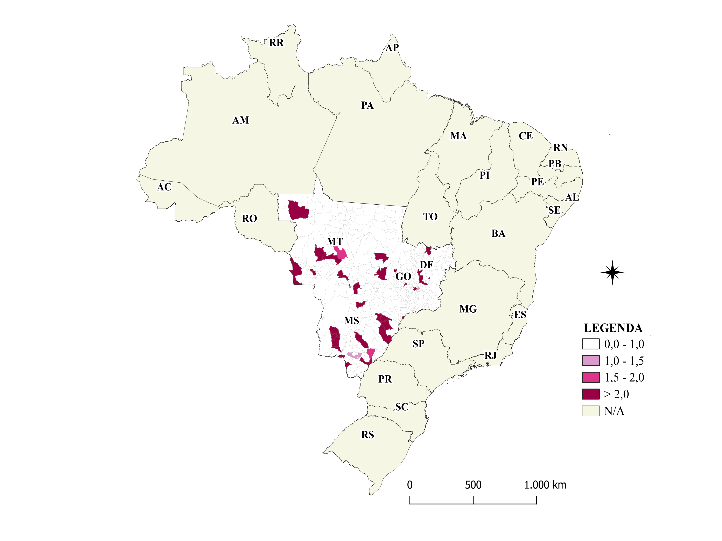 RR
AP
AM
PA
MA
CE
RN
PB
PI
PE
AC
AL
SE
RO
TO
BA
MT
DF
GO
MG
MS
ES
SP
RJ
PR
SC
RS
LEGENDA
0,0 - 1,0
1,0 - 1,5
1,5 - 2,0
> 2,0
N/A
0 500 1.000 km